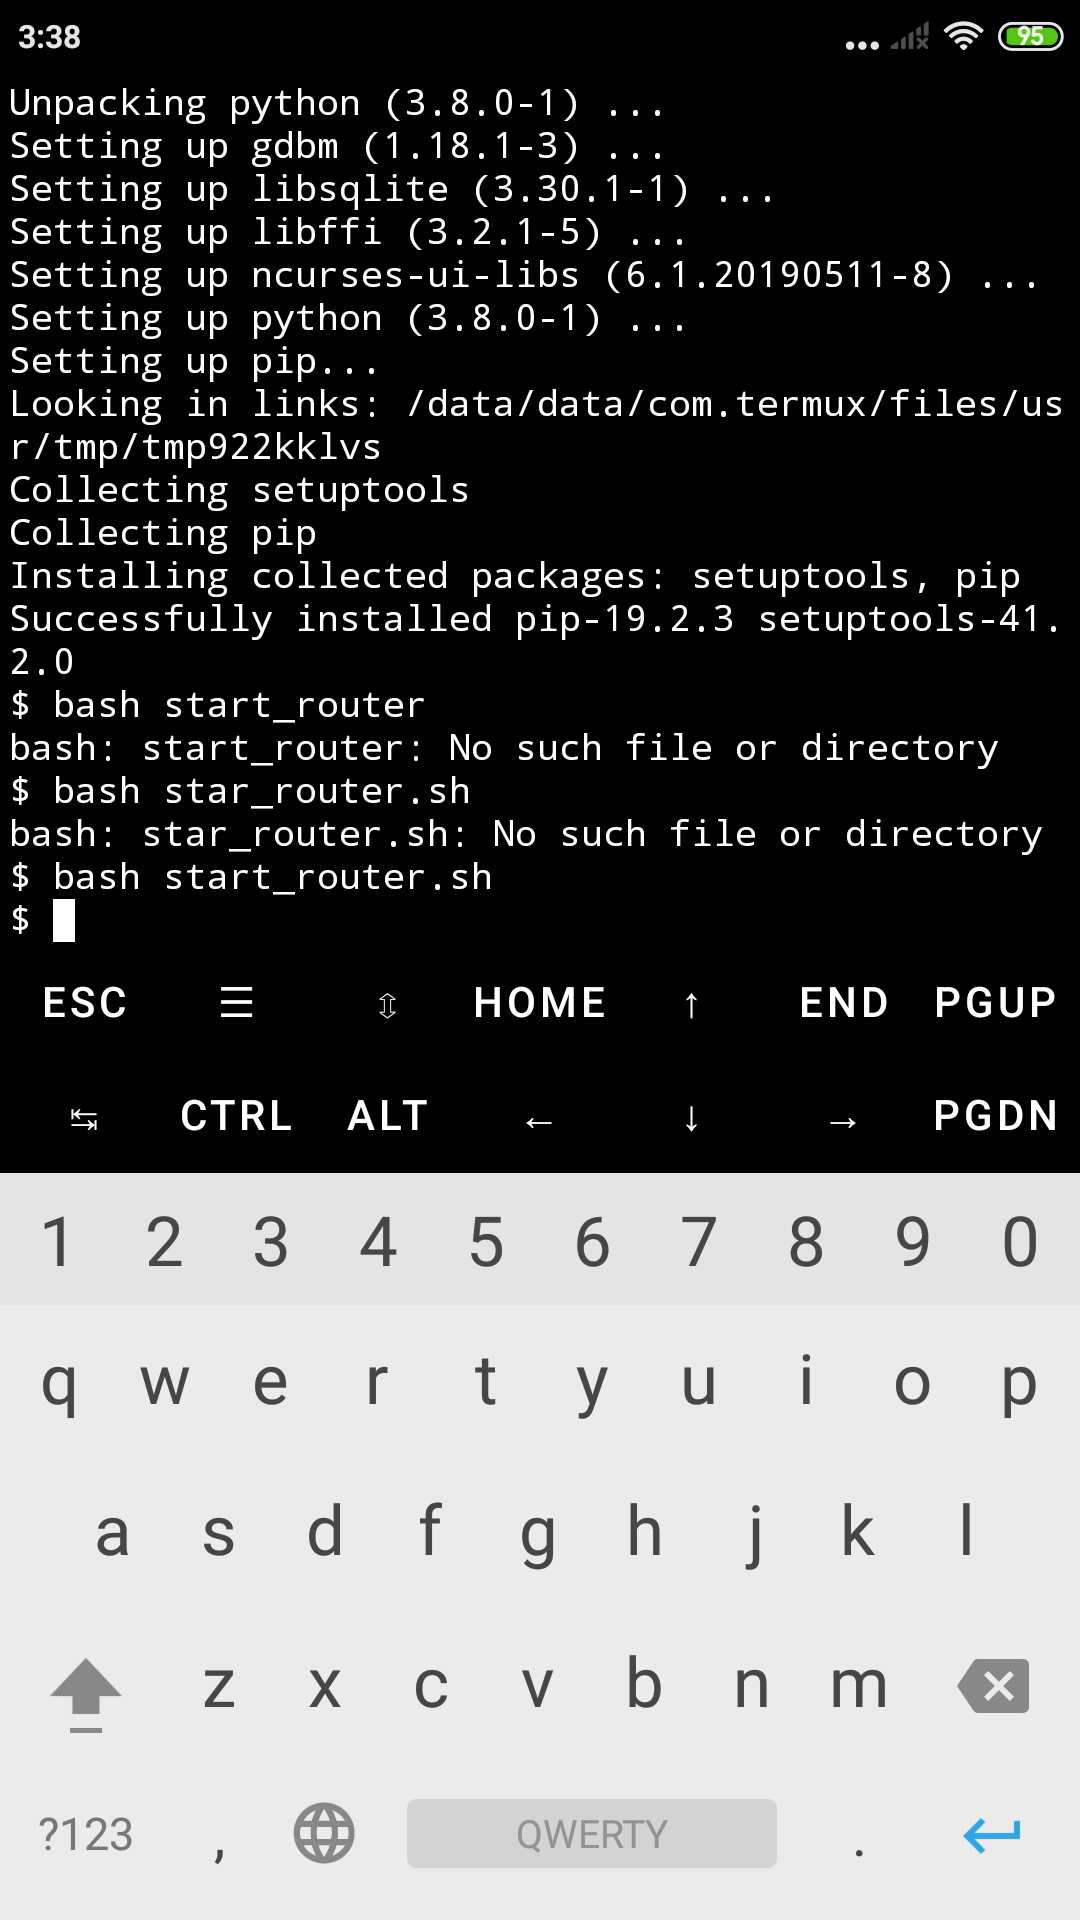 3:38
95
Unpacking python (3.8.0-1) ...
Setting up gdbm (1.18.1-3) ...
Setting up libsqlite (3.30.1-1) ...
Setting up libffi (3.2.1-5) ...
Setting up ncurses-ui-libs (6.1.20190511-8) ...
Setting up python (3.8.0-1) ...
Setting up pip...
Looking in links: /data/data/com.termux/files/us
r/tmp/tmp922kklvs
Collecting setuptools
Collecting pip
Installing collected packages: setuptools, pip
Successfully installed pip-19.2.3 setuptools-41.
2.0
$ bash start_router
bash: start_router: No such file or directory
$ bash star_router.sh
bash: star_router.sh: No such file or directory
$ bash start_router.sh
$
ESC ☰ ⇳ HOME ↑ END PGUP
↹ CTRL ALT ← ↓ → PGDN
1 2 3 4 5 6 7 8 9 0
q w e r t y u i o p
a s d f g h j k l
z x c v b n m
?123 , QWERTY .